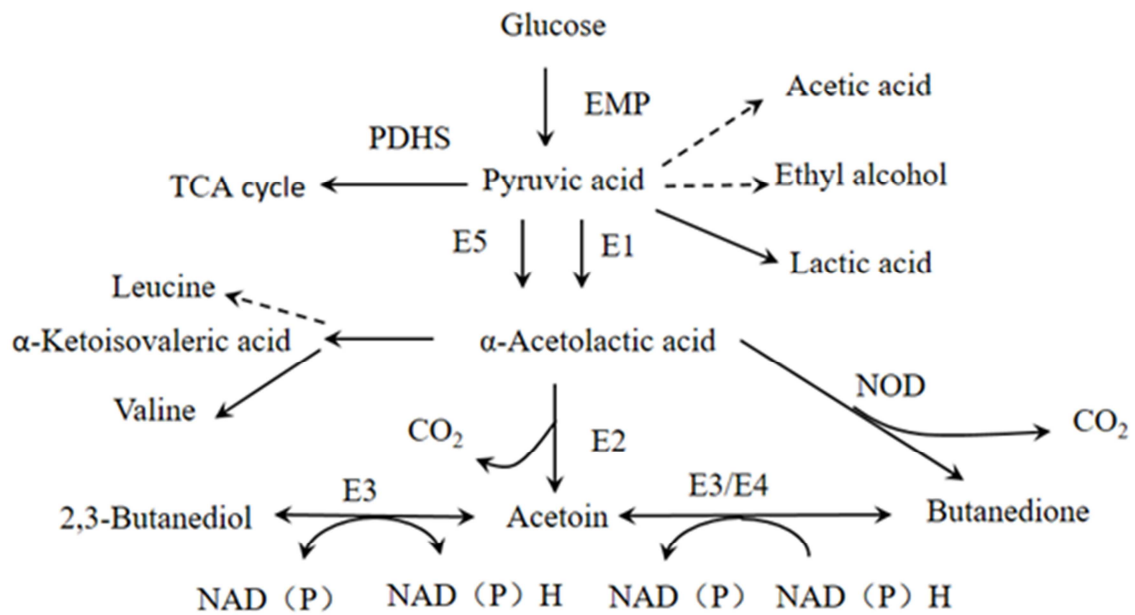 Glucose
EMP
Acetic acid
PDHS
TCA cycle
Pyruvic acid
Ethyl alcohol
E5
E1
Lactic acid
Leucine
α-Ketoisovaleric acid
α-Acetolactic acid
Valine
NOD
CO2
CO2
E2
E3
E3/E4
2,3-Butanediol
Acetoin
Butanedione
NAD（P）
NAD（P）H
NAD（P）
NAD（P）H